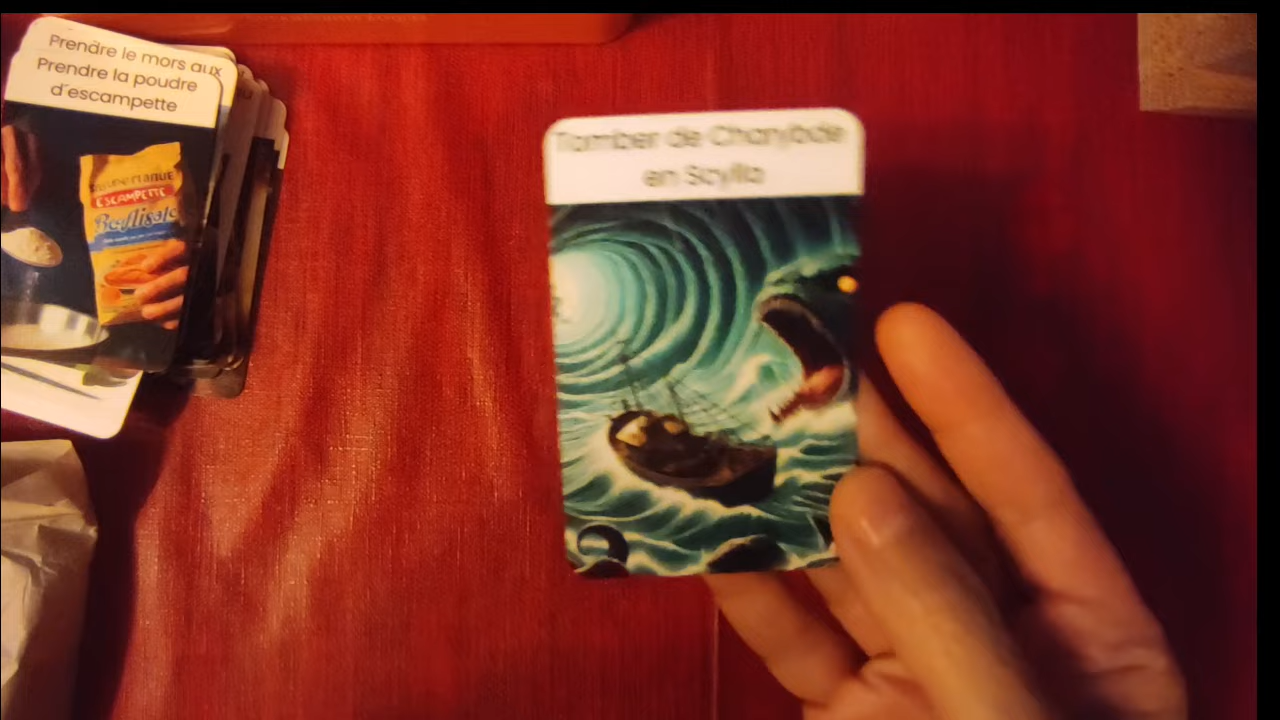 Prendre le mors aux
Prendre la poudre
d'escampette
ESCAMPETTE
Tomber de Charybde
en Scylla